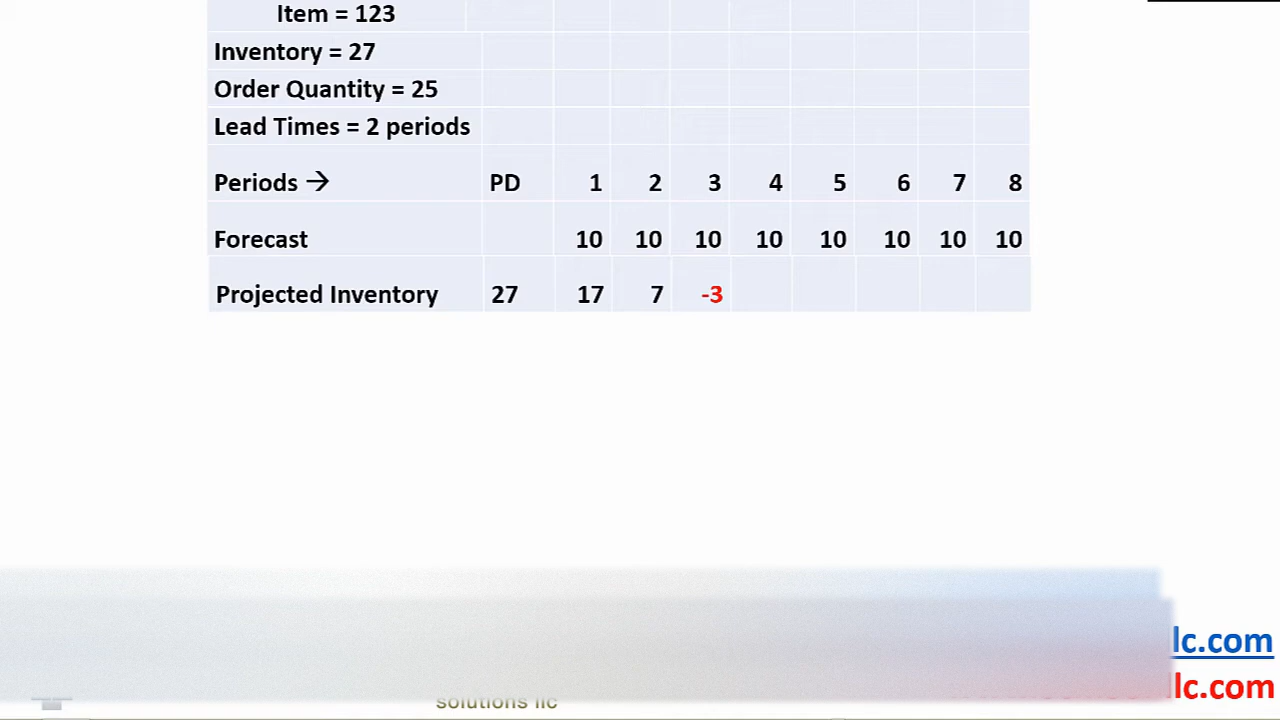 Item = 123
Inventory = 27
Order Quantity = 25
Lead Times = 2 periods
Periods → PD 1 2 3 4 5 6 7 8
Forecast 10 10 10 10 10 10 10 10
Projected Inventory 27 17 7 -3
lc.com
lc.com
solutions llc